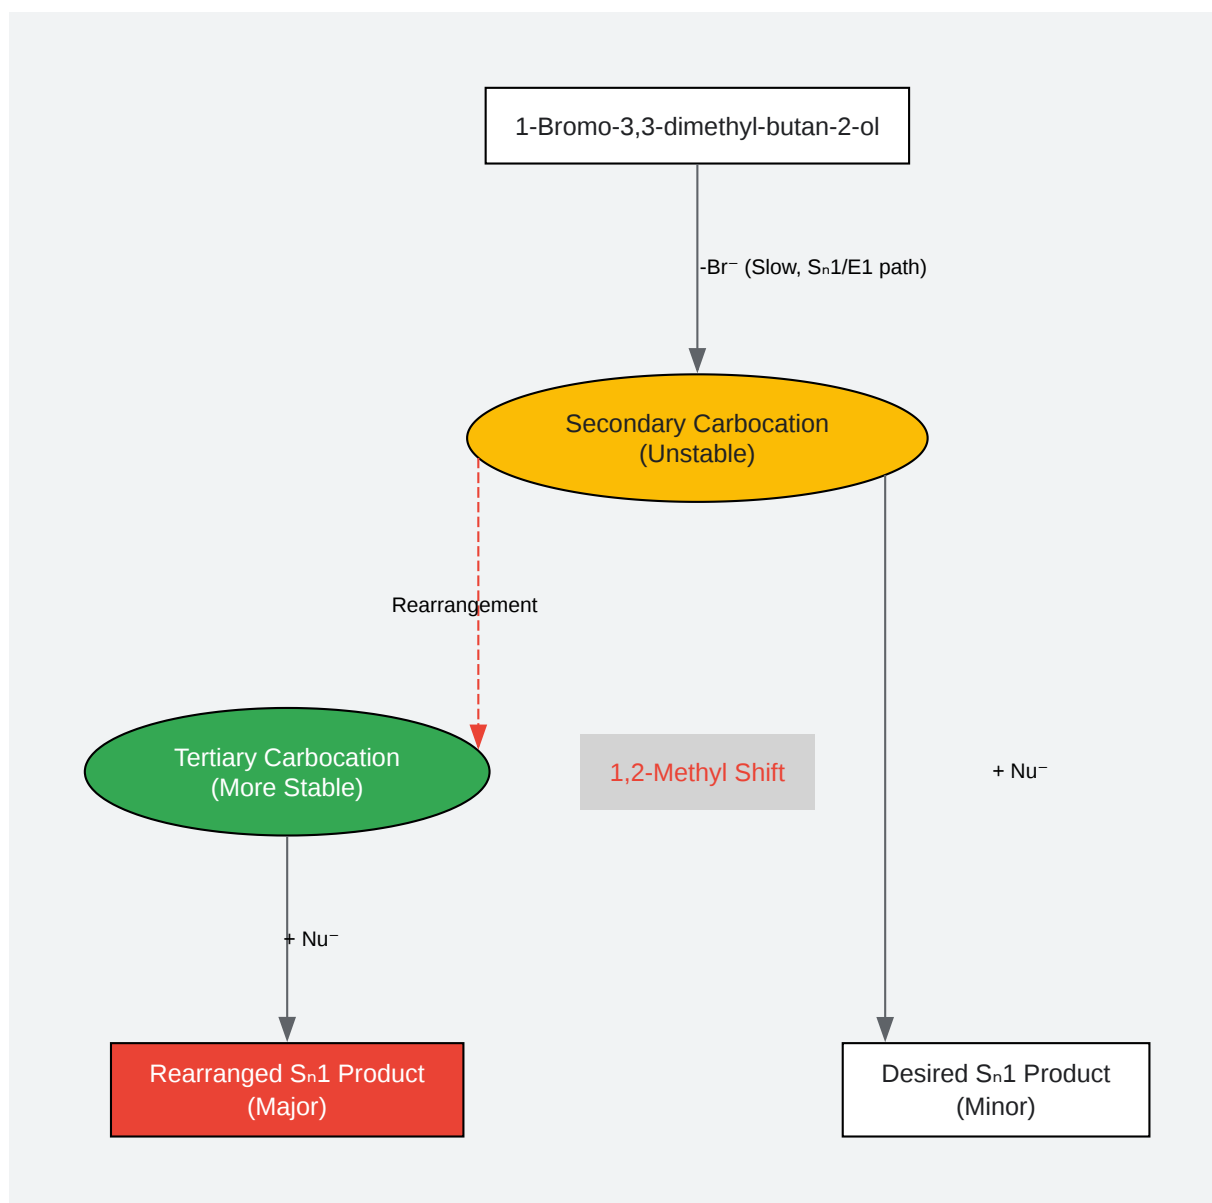 1-Bromo-3,3-dimethyl-butan-2-ol
-Br⁻ (Slow, Sₙ1/E1 path)
Secondary Carbocation
(Unstable)
Rearrangement
Tertiary Carbocation
(More Stable)
1,2-Methyl Shift
+ Nu⁻
+ Nu⁻
Rearranged Sₙ1 Product
(Major)
Desired Sₙ1 Product
(Minor)